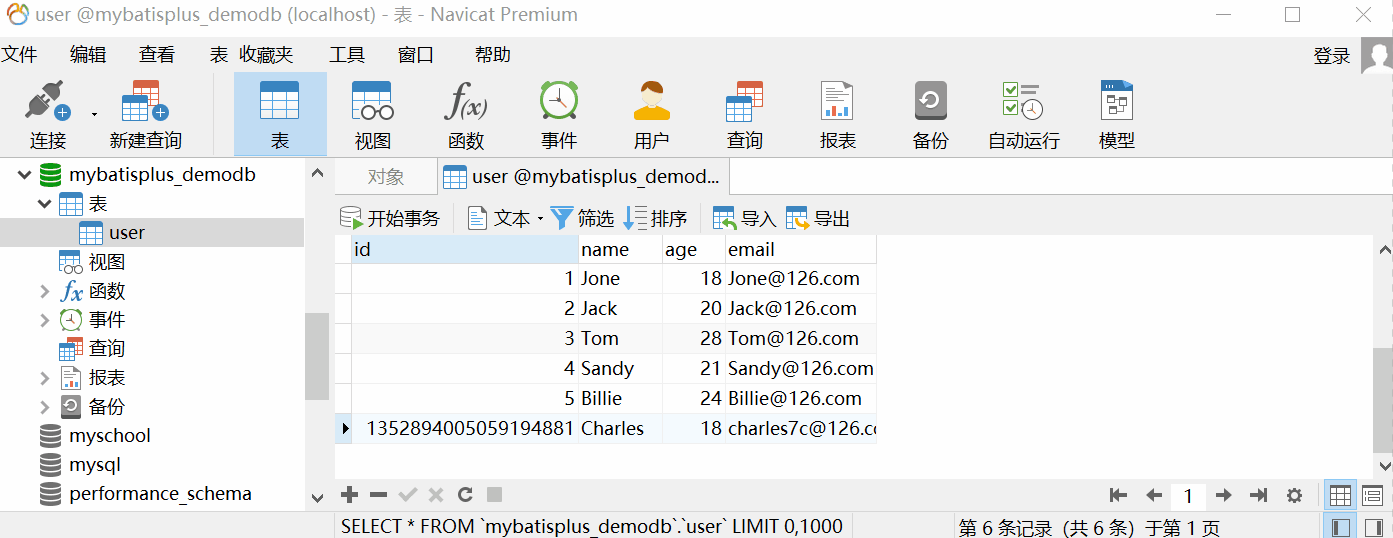 user @mybatisplus_demodb (localhost) - 表 - Navicat Premium
文件 编辑 查看 表 收藏夹 工具 窗口 帮助 登录
连接 新建查询 表 视图 函数 事件 用户 查询 报表 备份 自动运行 模型
mybatisplus_demodb
表
user
视图
函数
事件
查询
报表
备份
myschool
mysql
performance_schema
对象 user @mybatisplus_demod...
开始事务 文本 筛选 排序 导入 导出
id name age email
1 Jone 18 Jone@126.com
2 Jack 20 Jack@126.com
3 Tom 28 Tom@126.com
4 Sandy 21 Sandy@126.com
5 Billie 24 Billie@126.com
1352894005059194881 Charles 18 charles7c@126.co
1
SELECT * FROM `mybatisplus_demodb`.`user` LIMIT 0,1000
第 6 条记录 (共 6 条) 于第 1 页